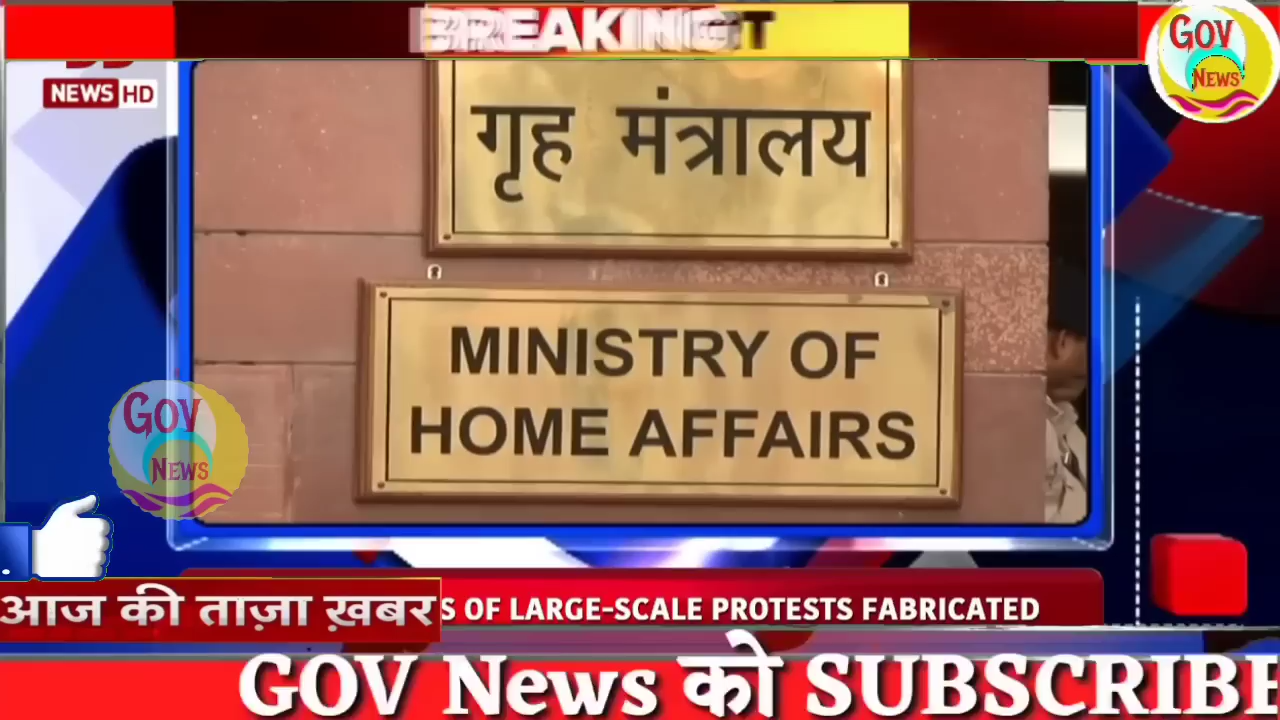 BREAKING
GOV
NEWS
NEWS HD
गृह मंत्रालय
MINISTRY OF
HOME AFFAIRS
GOV
NEWS
आज की ताज़ा ख़बर
S OF LARGE-SCALE PROTESTS FABRICATED
GOV News को SUBSCRIBE